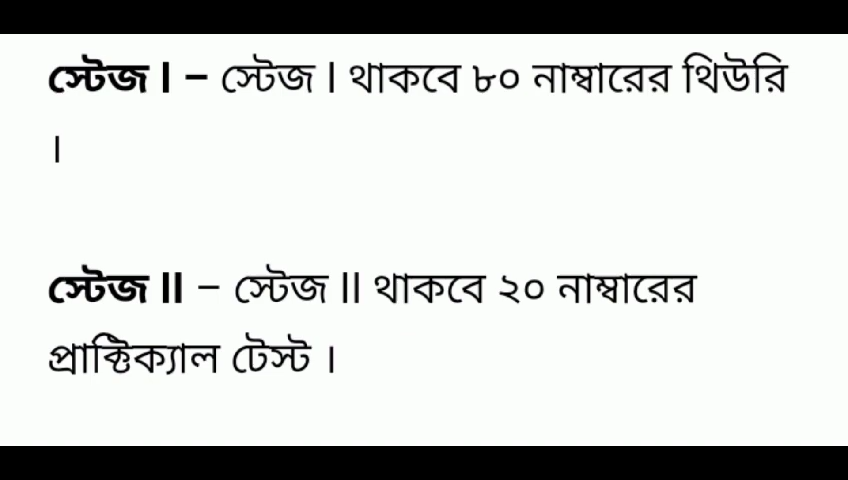 স্টেজ I – স্টেজ I থাকবে ৮০ নাম্বারের থিউরি
।
স্টেজ II – স্টেজ II থাকবে ২০ নাম্বারের
প্রাক্টিক্যাল টেস্ট ।